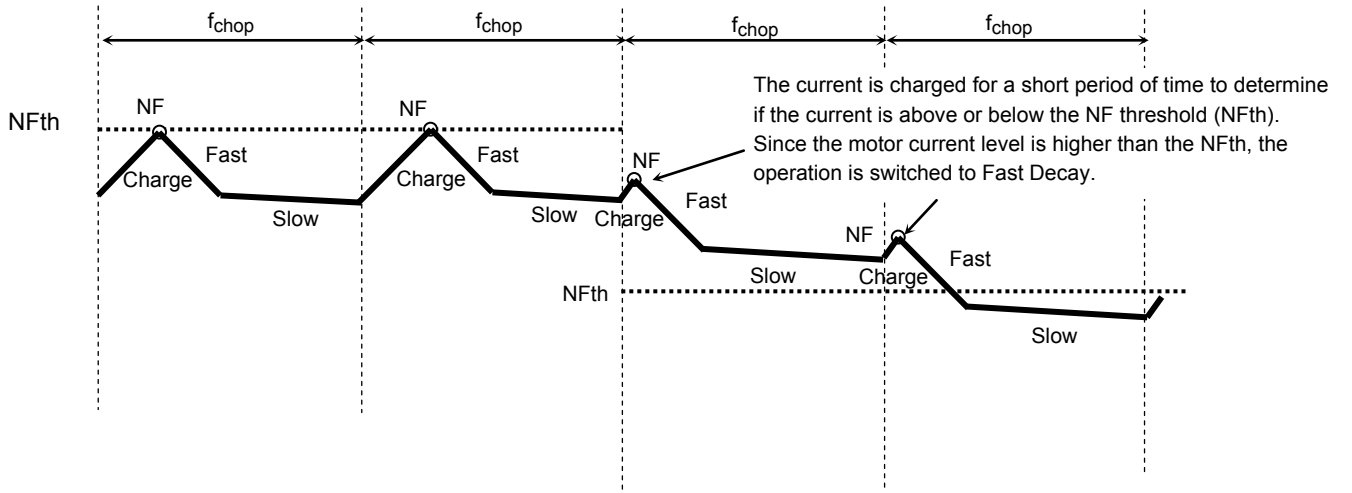 fchop
fchop
fchop
fchop
The current is charged for a short period of time to determine
if the current is above or below the NF threshold (NFth).
Since the motor current level is higher than the NFth, the
operation is switched to Fast Decay.
NFth
NF
Charge
Fast
Slow
NF
Charge
Fast
Slow
Charge
NF
Fast
Slow
NF
Charge
Fast
Slow
NFth